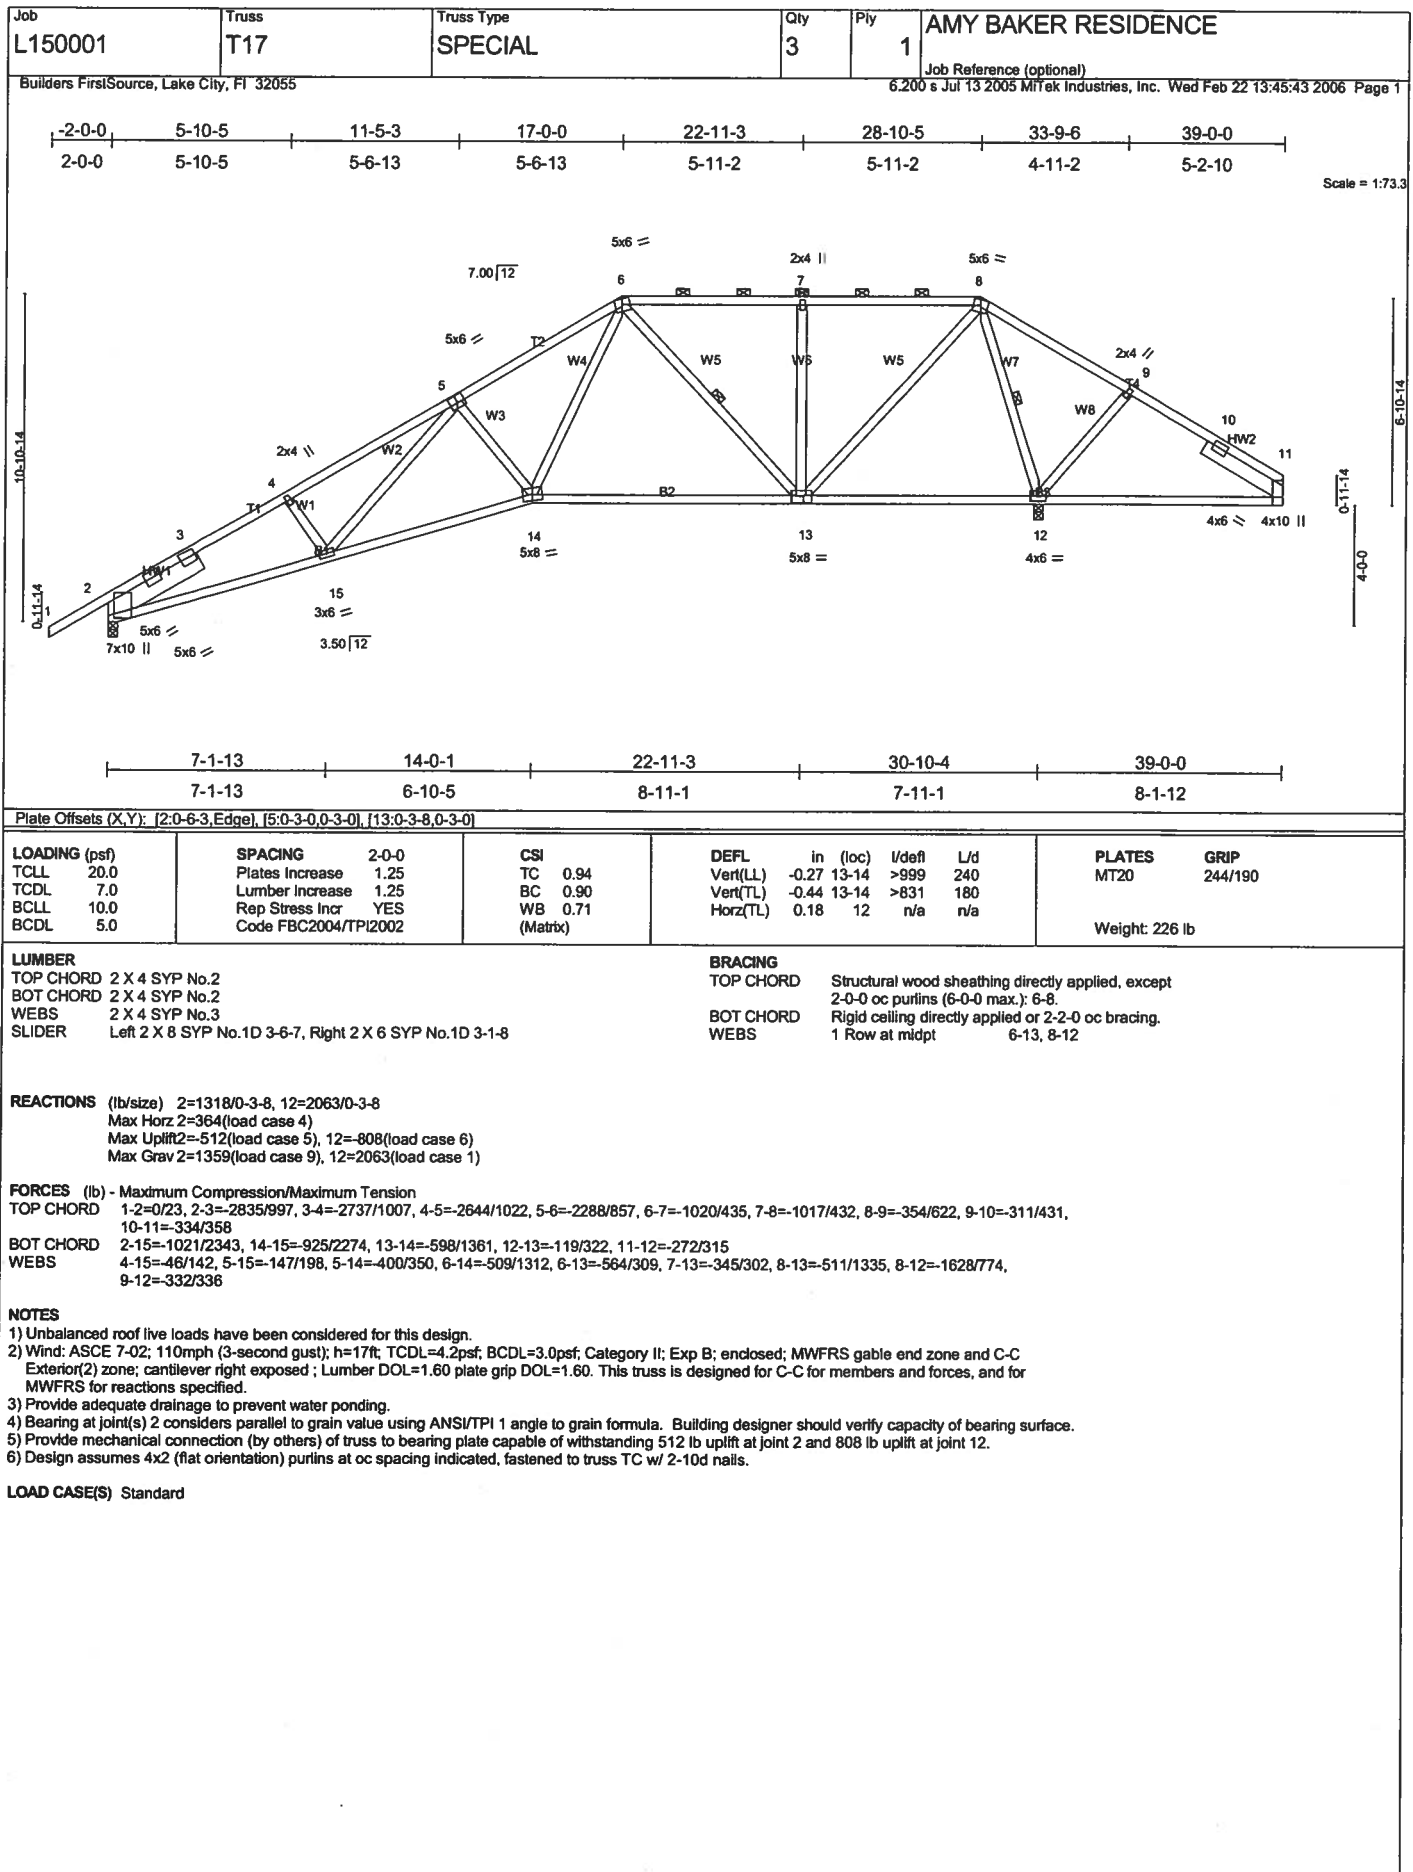 Job
Truss
Truss Type
Qty
Ply
AMY BAKER RESIDENCE
L150001
T17
SPECIAL
3
1
Job Reference (optional)
Builders FirstSource, Lake City, Fl 32055
6.200 s Jul 13 2005 MiTek Industries, Inc. Wed Feb 22 13:45:43 2006 Page 1
-2-0-0 5-10-5 11-5-3 17-0-0 22-11-3 28-10-5 33-9-6 39-0-0
2-0-0 5-10-5 5-6-13 5-6-13 5-11-2 5-11-2 4-11-2 5-2-10
Scale = 1:73.3
5x6 =
2x4 ||
5x6 =
7.00 12
6
7
8
5x6 //
T2
W4
W5
W6
W5
W7
2x4 //
9
T4
5
W3
W8
10
HW2
11
2x4 \\
W2
4
T1
W1
B2
3
HW1
2
1
14
5x8 =
13
5x8 =
12
4x6 =
4x6 \\
4x10 ||
15
3x6 =
3.50 12
5x6 //
7x10 ||
5x6 //
10-10-14
0-11-14
6-10-14
0-11-14
4-0-0
7-1-13 14-0-1 22-11-3 30-10-4 39-0-0
7-1-13 6-10-5 8-11-1 7-11-1 8-1-12
Plate Offsets (X,Y): [2:0-6-3,Edge], [5:0-3-0,0-3-0], [13:0-3-8,0-3-0]
LOADING (psf)
TCLL 20.0
TCDL 7.0
BCLL 10.0
BCDL 5.0
SPACING 2-0-0
Plates Increase 1.25
Lumber Increase 1.25
Rep Stress Incr YES
Code FBC2004/TPI2002
CSI
TC 0.94
BC 0.90
WB 0.71
(Matrix)
DEFL in (loc) l/defl L/d
Vert(LL) -0.27 13-14 >999 240
Vert(TL) -0.44 13-14 >831 180
Horz(TL) 0.18 12 n/a n/a
PLATES GRIP
MT20 244/190
Weight: 226 lb
LUMBER
TOP CHORD 2 X 4 SYP No.2
BOT CHORD 2 X 4 SYP No.2
WEBS 2 X 4 SYP No.3
SLIDER Left 2 X 8 SYP No.1D 3-6-7, Right 2 X 6 SYP No.1D 3-1-8
BRACING
TOP CHORD Structural wood sheathing directly applied, except
2-0-0 oc purlins (6-0-0 max.): 6-8.
BOT CHORD Rigid ceiling directly applied or 2-2-0 oc bracing.
WEBS 1 Row at midpt 6-13, 8-12
REACTIONS (lb/size) 2=1318/0-3-8, 12=2063/0-3-8
Max Horz 2=364(load case 4)
Max Uplift2=-512(load case 5), 12=-808(load case 6)
Max Grav 2=1359(load case 9), 12=2063(load case 1)
FORCES (lb) - Maximum Compression/Maximum Tension
TOP CHORD 1-2=0/23, 2-3=-2835/997, 3-4=-2737/1007, 4-5=-2644/1022, 5-6=-2288/857, 6-7=-1020/435, 7-8=-1017/432, 8-9=-354/622, 9-10=-311/431,
10-11=-334/358
BOT CHORD 2-15=-1021/2343, 14-15=-925/2274, 13-14=-598/1361, 12-13=-119/322, 11-12=-272/315
WEBS 4-15=-46/142, 5-15=-147/198, 5-14=-400/350, 6-14=-509/1312, 6-13=-564/309, 7-13=-345/302, 8-13=-511/1335, 8-12=-1628/774,
9-12=-332/336
NOTES
1) Unbalanced roof live loads have been considered for this design.
2) Wind: ASCE 7-02; 110mph (3-second gust); h=17ft; TCDL=4.2psf; BCDL=3.0psf; Category II; Exp B; enclosed; MWFRS gable end zone and C-C
Exterior(2) zone; cantilever right exposed ; Lumber DOL=1.60 plate grip DOL=1.60. This truss is designed for C-C for members and forces, and for
MWFRS for reactions specified.
3) Provide adequate drainage to prevent water ponding.
4) Bearing at joint(s) 2 considers parallel to grain value using ANSI/TPI 1 angle to grain formula. Building designer should verify capacity of bearing surface.
5) Provide mechanical connection (by others) of truss to bearing plate capable of withstanding 512 lb uplift at joint 2 and 808 lb uplift at joint 12.
6) Design assumes 4x2 (flat orientation) purlins at oc spacing indicated, fastened to truss TC w/ 2-10d nails.
LOAD CASE(S) Standard